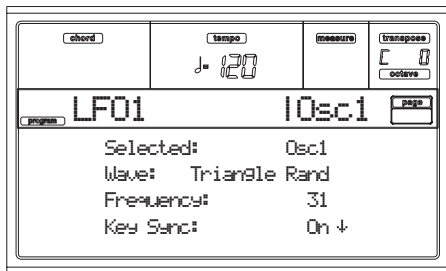 chord tempo measure transpose
♩= 120 C 0
octave
program LFO1 |Osc1 page
Selected: Osc1
Wave: Triangle Rand
Frequency: 31
Key Sync: On ↓